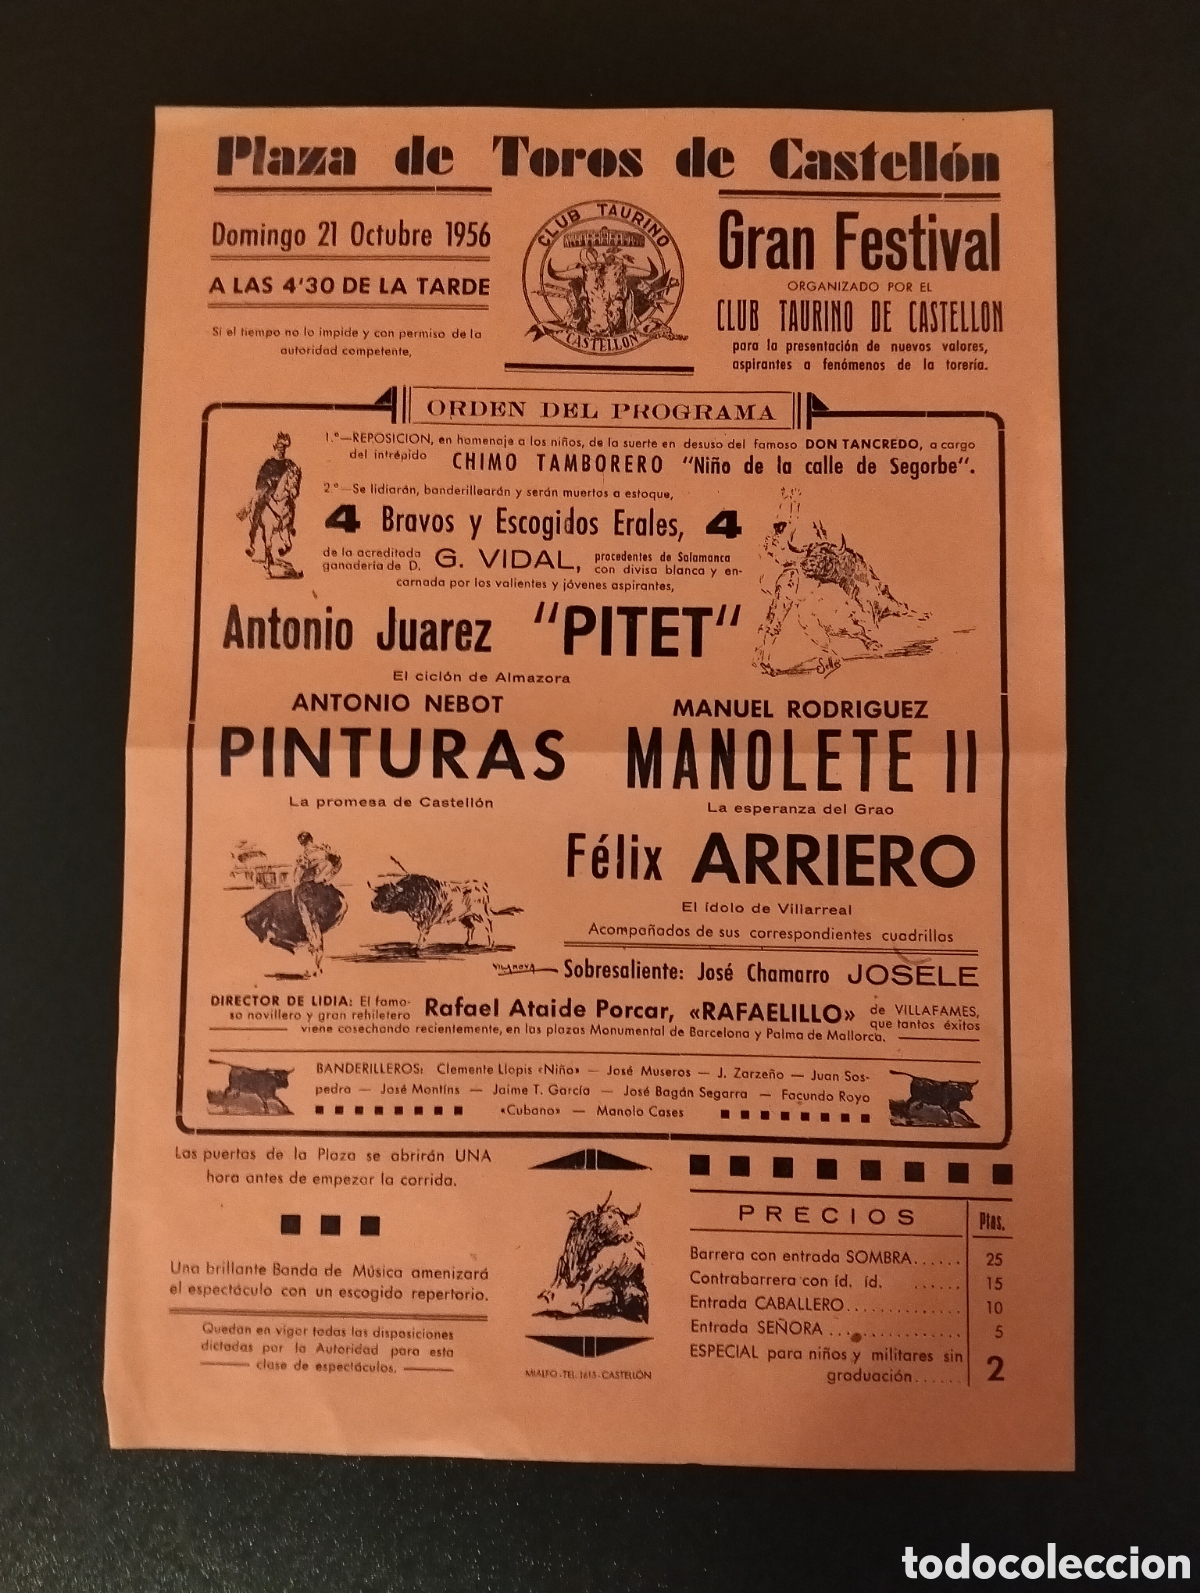 Plaza de Toros de Castellón
Domingo 21 Octubre 1956
A LAS 4'30 DE LA TARDE
Si el tiempo no lo impide y con permiso de la
autoridad competente,
CLUB TAURINO
CASTELLON
Gran Festival
ORGANIZADO POR EL
CLUB TAURINO DE CASTELLON
para la presentación de nuevos valores,
aspirantes a fenómenos de la torería.
ORDEN DEL PROGRAMA
1.º—REPOSICION, en homenaje a los niños, de la suerte en desuso del famoso DON TANCREDO, a cargo
del intrépido CHIMO TAMBORERO "Niño de la calle de Segorbe".
2.º—Se lidiarán, banderillearán y serán muertos a estoque,
4 Bravos y Escogidos Erales, 4
de la acreditada
ganadería de D. G. VIDAL, procedentes de Salamanca
con divisa blanca y en-
carnada por los valientes y jóvenes aspirantes,
Antonio Juarez "PITET"
El ciclón de Almazora
ANTONIO NEBOT
PINTURAS
La promesa de Castellón
MANUEL RODRIGUEZ
MANOLETE II
La esperanza del Grao
Félix ARRIERO
El ídolo de Villarreal
Acompañados de sus correspondientes cuadrillas
VILANOVA
Sobresaliente: José Chamarro JOSELE
DIRECTOR DE LIDIA: El famo-
so novillero y gran rehiletero Rafael Ataide Porcar, «RAFAELILLO» de VILLAFAMES,
que tantos éxitos
viene cosechando recientemente, en las plazas Monumental de Barcelona y Palma de Mallorca.
BANDERILLEROS: Clemente Llopis «Niño» — José Museros — J. Zarzeño — Juan Sos-
pedra — José Montíns — Jaime T. García — José Bagán Segarra — Facundo Royo
«Cubano» — Manolo Cases
Las puertas de la Plaza se abrirán UNA
hora antes de empezar la corrida.
Una brillante Banda de Música amenizará
el espectáculo con un escogido repertorio.
Quedan en vigor todas las disposiciones
dictadas por la Autoridad para esta
clase de espectáculos.
MIALFO-TEL. 1615-CASTELLÓN
PRECIOS Ptas.
Barrera con entrada SOMBRA...... 25
Contrabarrera con íd. íd. ...... 15
Entrada CABALLERO............. 10
Entrada SEÑORA ............... 5
ESPECIAL para niños y militares sin
graduación...... 2
todocoleccion